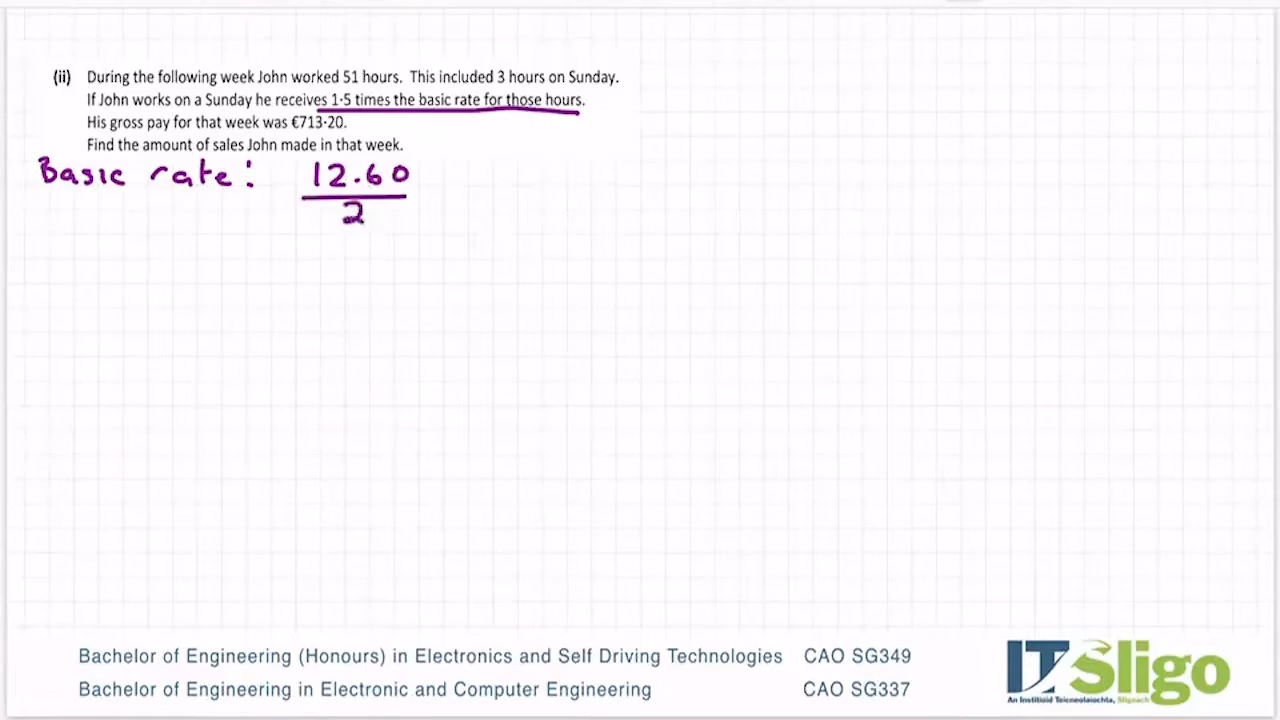 (ii) During the following week John worked 51 hours. This included 3 hours on Sunday.
If John works on a Sunday he receives 1·5 times the basic rate for those hours.
His gross pay for that week was €713·20.
Find the amount of sales John made in that week.
Basic rate: 12.60
2
Bachelor of Engineering (Honours) in Electronics and Self Driving Technologies CAO SG349
Bachelor of Engineering in Electronic and Computer Engineering CAO SG337
IT Sligo
An Institiúid Teicneolaíochta, Sligeach